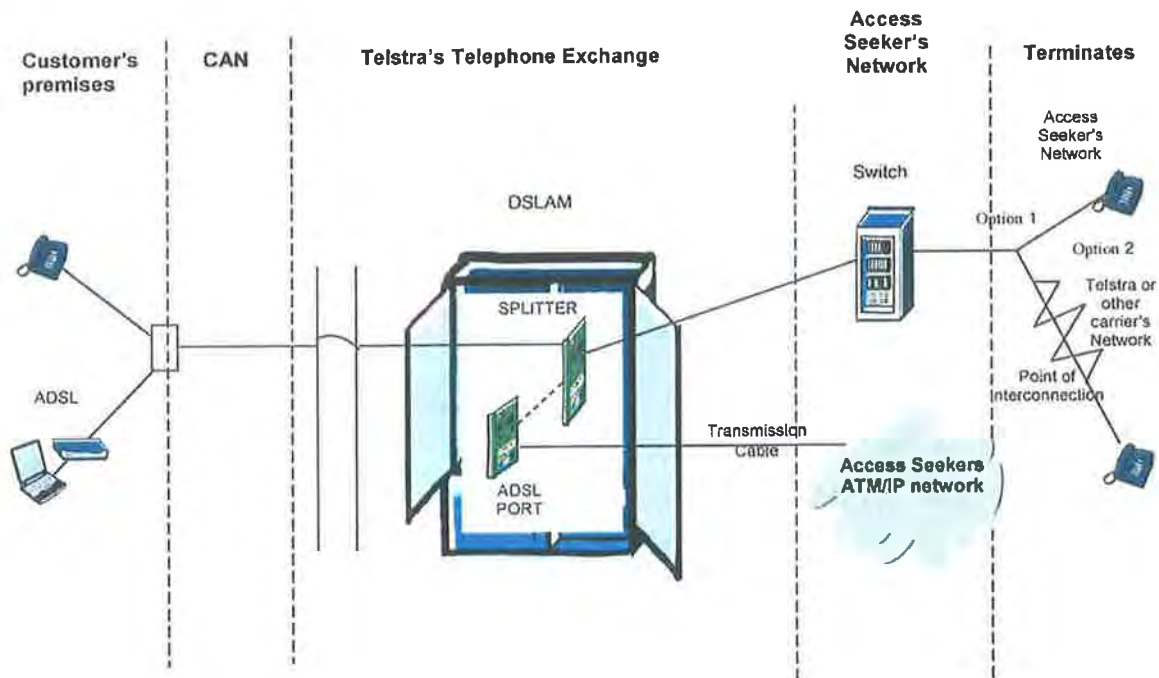 Customer's
premises
CAN
Telstra's Telephone Exchange
Access
Seeker's
Network
Terminates
Access
Seeker's
Network
Switch
DSLAM
Option 1
Option 2
SPLITTER
Telstra or
other
carrier's
Network
Point of
Interconnection
ADSL
Transmission
Cable
Access Seekers
ATM/IP network
ADSL
PORT